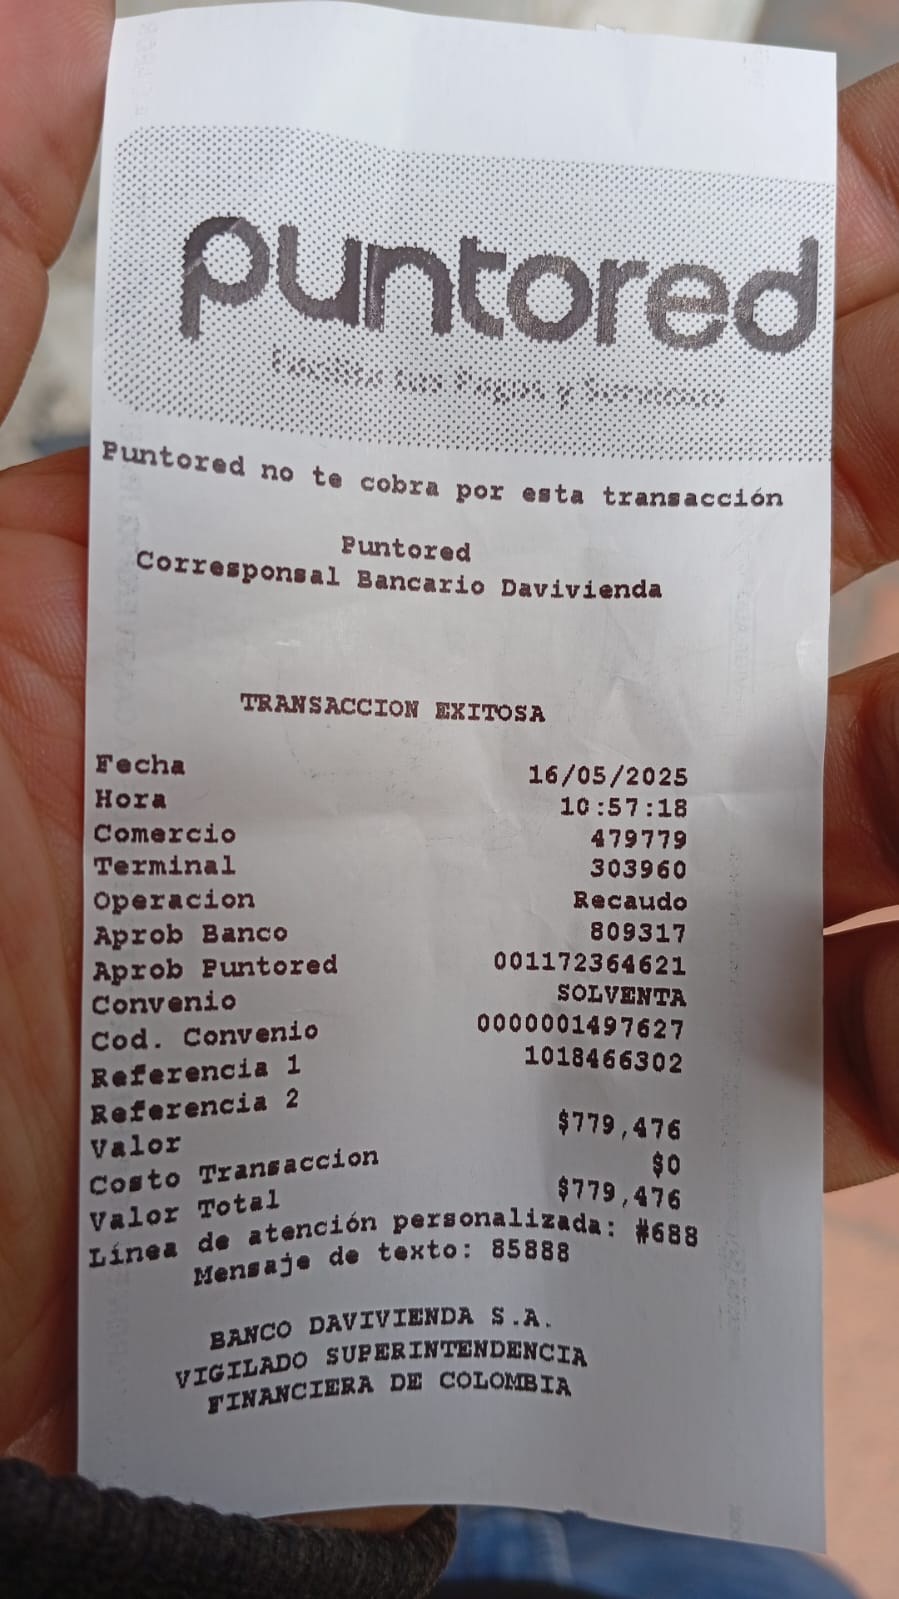 puntored
Puntored no te cobra por esta transacción
Puntored
Corresponsal Bancario Davivienda
TRANSACCION EXITOSA
Fecha 16/05/2025
Hora 10:57:18
Comercio 479779
Terminal 303960
Operacion Recaudo
Aprob Banco 809317
Aprob Puntored 001172364621
Convenio SOLVENTA
Cod. Convenio 0000001497627
Referencia 1 1018466302
Referencia 2
Valor $779,476
Costo Transaccion $0
Valor Total $779,476
Línea de atención personalizada: #688
Mensaje de texto: 85888
BANCO DAVIVIENDA S.A.
VIGILADO SUPERINTENDENCIA
FINANCIERA DE COLOMBIA